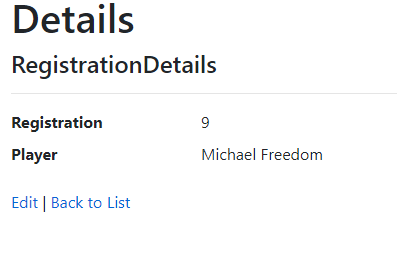 Details
RegistrationDetails
Registration 9
Player Michael Freedom
Edit | Back to List